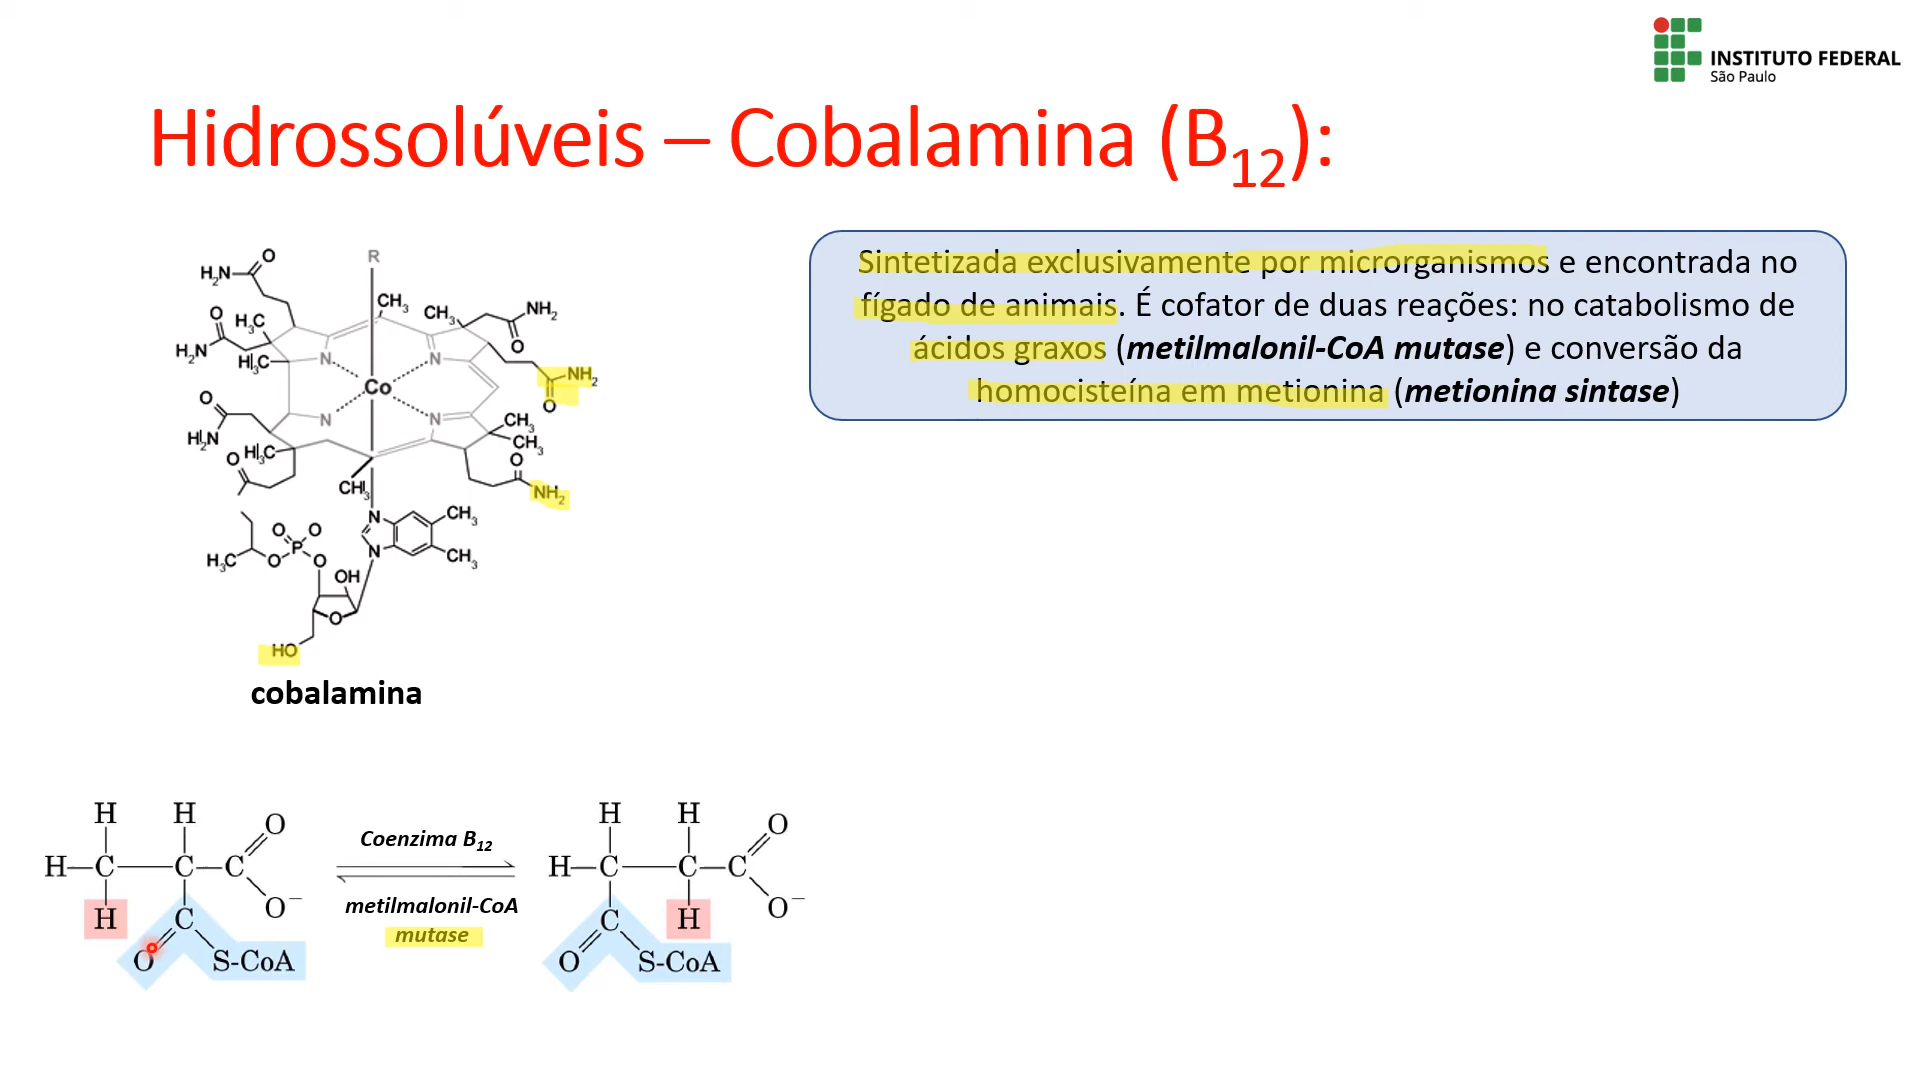 INSTITUTO FEDERAL
São Paulo
Hidrossolúveis – Cobalamina (B₁₂):
Sintetizada exclusivamente por microrganismos e encontrada no
fígado de animais. É cofator de duas reações: no catabolismo de
ácidos graxos (metilmalonil-CoA mutase) e conversão da
homocisteína em metionina (metionina sintase)
R
O
H₂N
CH₃
CH₃
NH₂
O
H₃C
O
H₂N
H₃C
N
N
NH₂
O
Co
O
H₂N
N
N
CH₃
CH₃
H₃C
O
O
NH₂
CH₃
N
CH₃
O
O
P
H₃C
O
O
N
CH₃
OH
O
HO
cobalamina
H H O
H C C C
H C O⁻
O S-CoA
Coenzima B₁₂
metilmalonil-CoA
mutase
H H O
H C C C
C H O⁻
O S-CoA